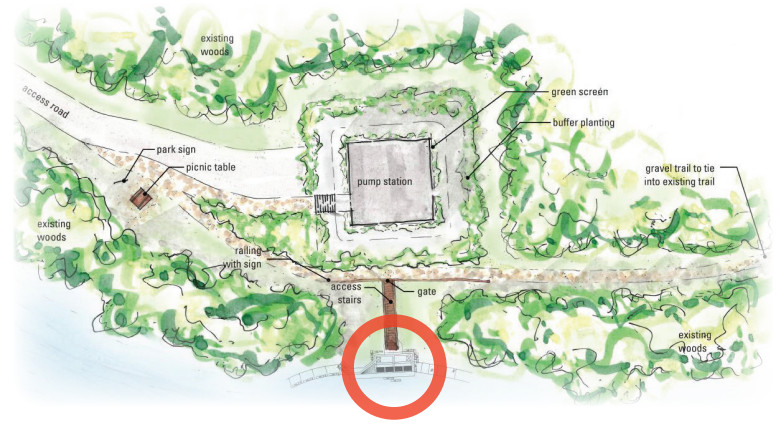 existing
woods
access road
green screen
buffer planting
park sign
picnic table
pump station
gravel trail to tie
into existing trail
existing
woods
railing
with sign
access
stairs
gate
existing
woods